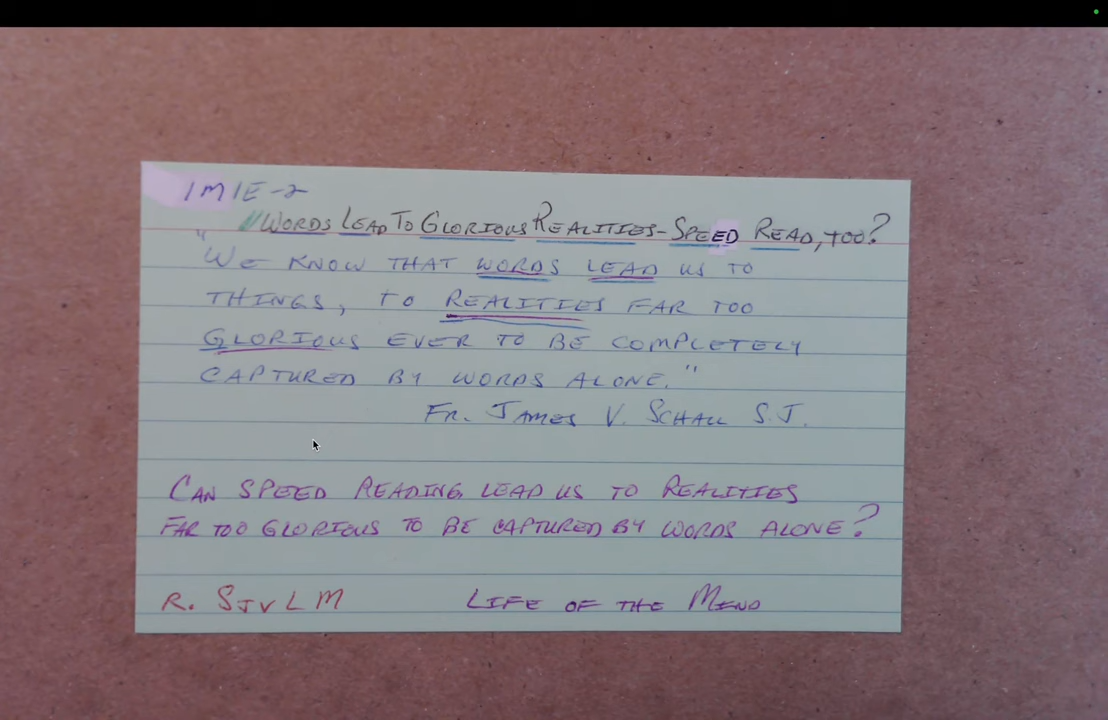 1M1E-2
"WORDS LEAD TO GLORIOUS REALITIES-SPEED READ, TOO?
"WE KNOW THAT WORDS LEAD US TO
THINGS, TO REALITIES FAR TOO
GLORIOUS EVER TO BE COMPLETELY
CAPTURED BY WORDS ALONE."
FR. JAMES V. SCHALL S.J.
CAN SPEED READING LEAD US TO REALITIES
FAR TOO GLORIOUS TO BE CAPTURED BY WORDS ALONE?
R. SJVLM LIFE OF THE MIND